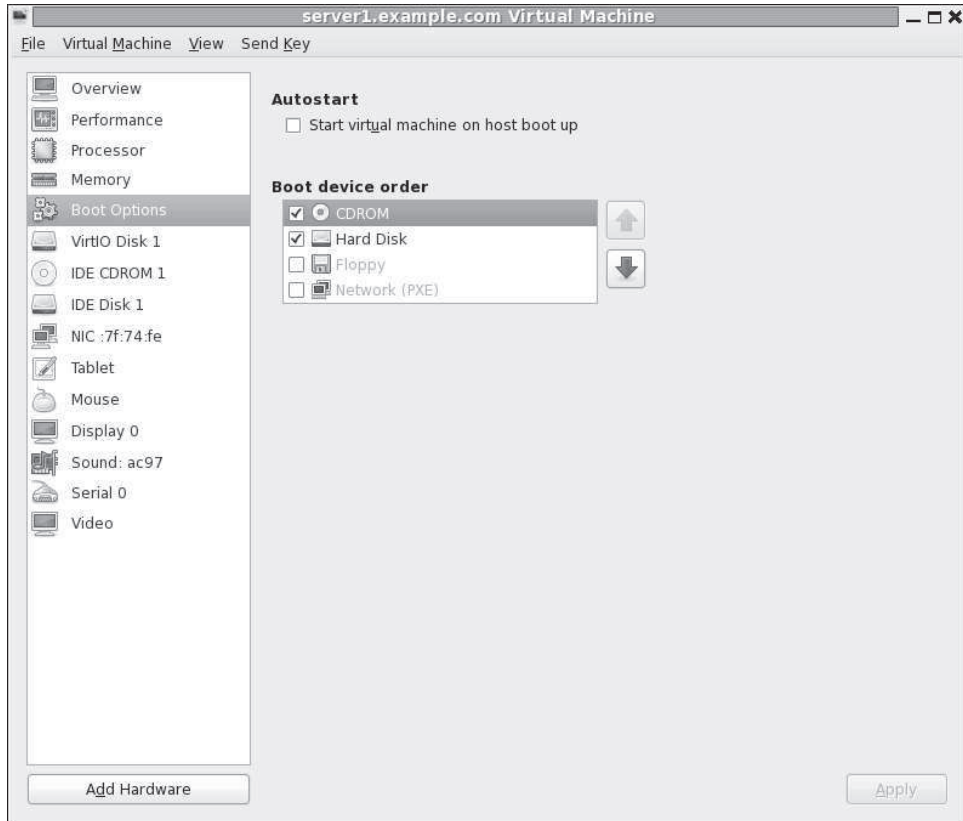 server1.example.com Virtual Machine
File Virtual Machine View Send Key
Overview
Performance
Processor
Memory
Boot Options
VirtIO Disk 1
IDE CDROM 1
IDE Disk 1
NIC :7f:74:fe
Tablet
Mouse
Display 0
Sound: ac97
Serial 0
Video
Add Hardware
Autostart
Start virtual machine on host boot up
Boot device order
CDROM
Hard Disk
Floppy
Network (PXE)
Apply